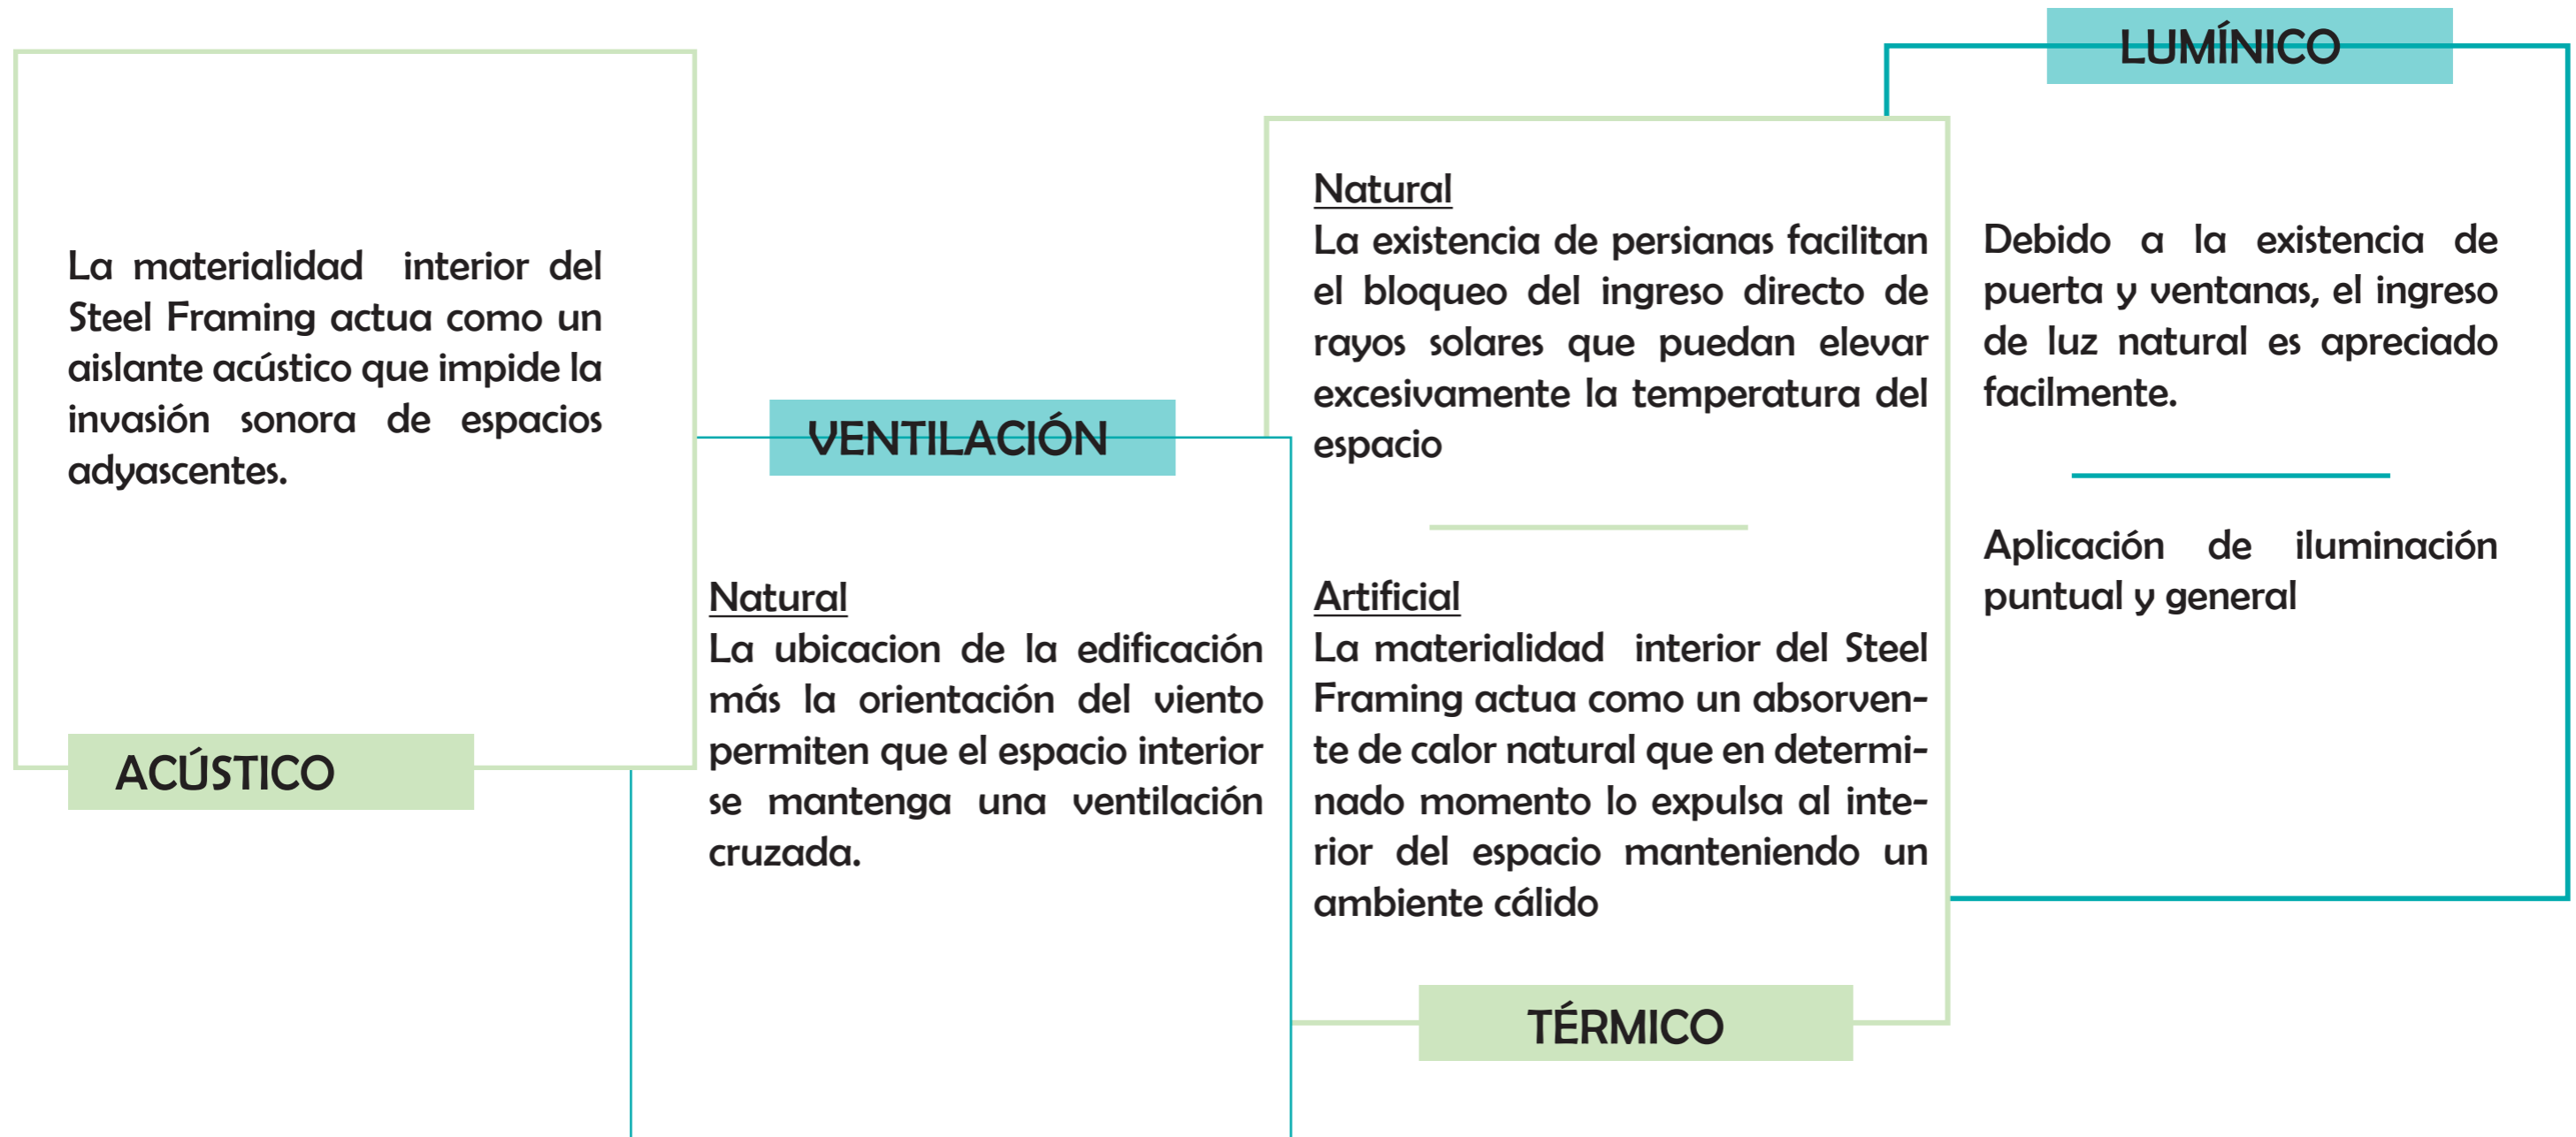 La materialidad interior del
Steel Framing actua como un
aislante acústico que impide la
invasión sonora de espacios
adyascentes.
ACÚSTICO
VENTILACIÓN
Natural
La ubicacion de la edificación
más la orientación del viento
permiten que el espacio interior
se mantenga una ventilación
cruzada.
Natural
La existencia de persianas facilitan
el bloqueo del ingreso directo de
rayos solares que puedan elevar
excesivamente la temperatura del
espacio
Artificial
La materialidad interior del Steel
Framing actua como un absorven-
te de calor natural que en determi-
nado momento lo expulsa al inte-
rior del espacio manteniendo un
ambiente cálido
TÉRMICO
LUMÍNICO
Debido a la existencia de
puerta y ventanas, el ingreso
de luz natural es apreciado
facilmente.
Aplicación de iluminación
puntual y general